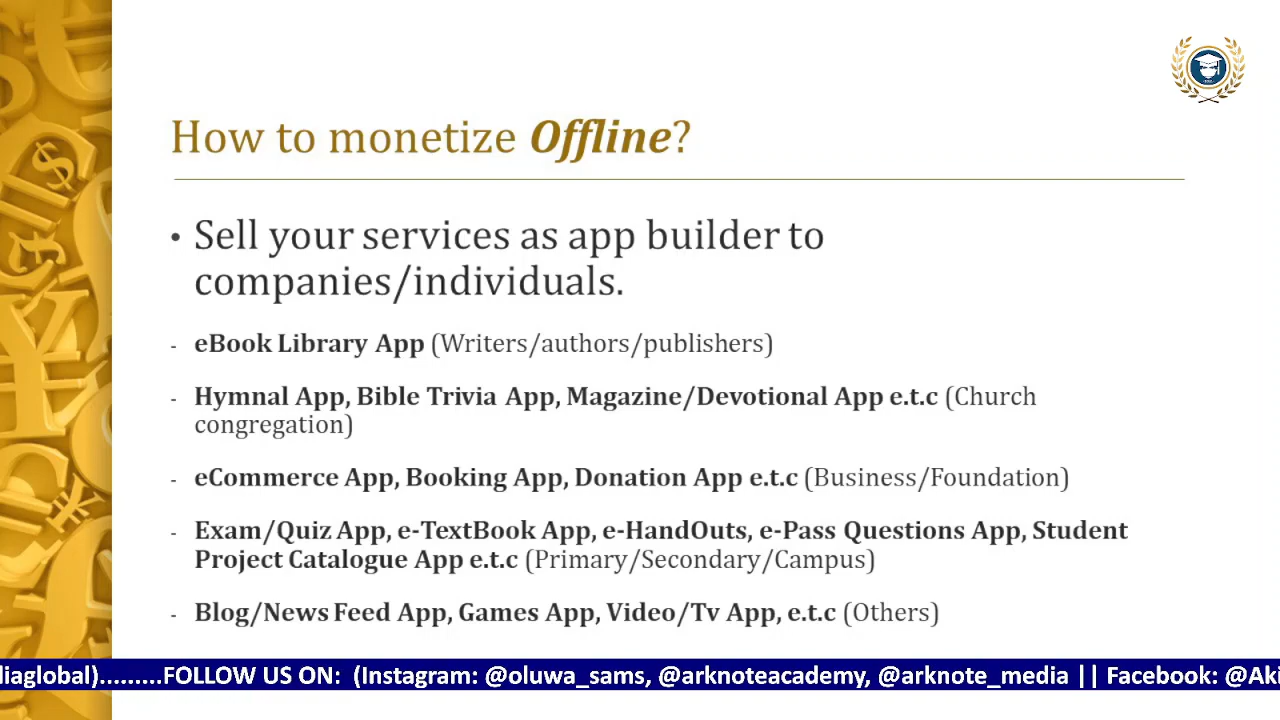 How to monetize Offline?
• Sell your services as app builder to
companies/individuals.
- eBook Library App (Writers/authors/publishers)
- Hymnal App, Bible Trivia App, Magazine/Devotional App e.t.c (Church
congregation)
- eCommerce App, Booking App, Donation App e.t.c (Business/Foundation)
- Exam/Quiz App, e-TextBook App, e-HandOuts, e-Pass Questions App, Student
Project Catalogue App e.t.c (Primary/Secondary/Campus)
- Blog/News Feed App, Games App, Video/Tv App, e.t.c (Others)
diaglobal).........FOLLOW US ON: (Instagram: @oluwa_sams, @arknoteacademy, @arknote_media || Facebook: @Aki